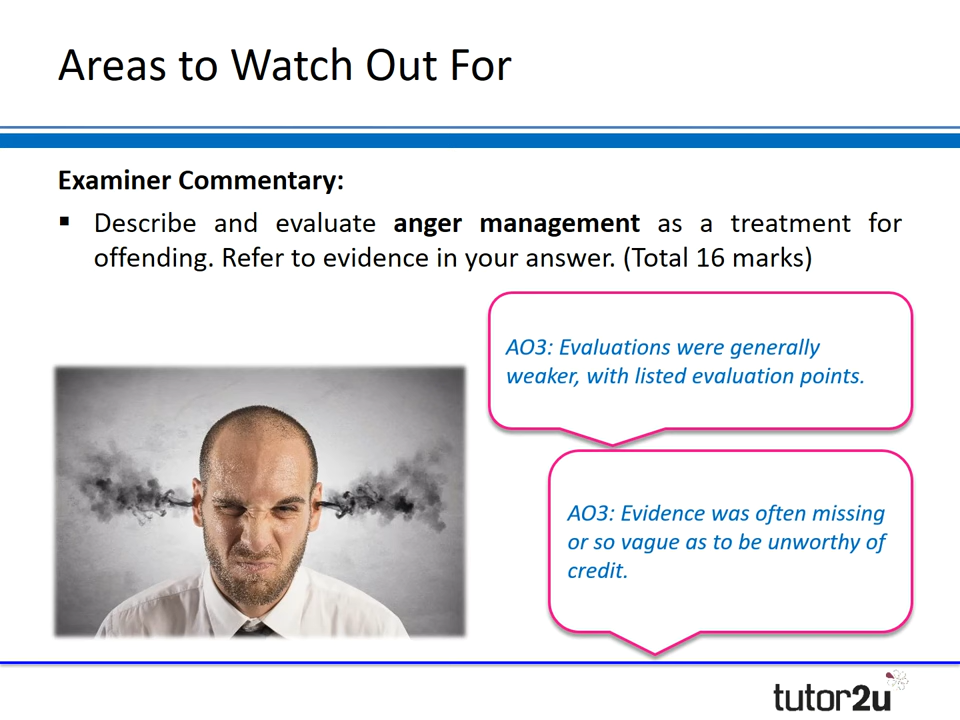 Areas to Watch Out For
Examiner Commentary:
▪ Describe and evaluate anger management as a treatment for
offending. Refer to evidence in your answer. (Total 16 marks)
AO3: Evaluations were generally
weaker, with listed evaluation points.
AO3: Evidence was often missing
or so vague as to be unworthy of
credit.
tutor2u